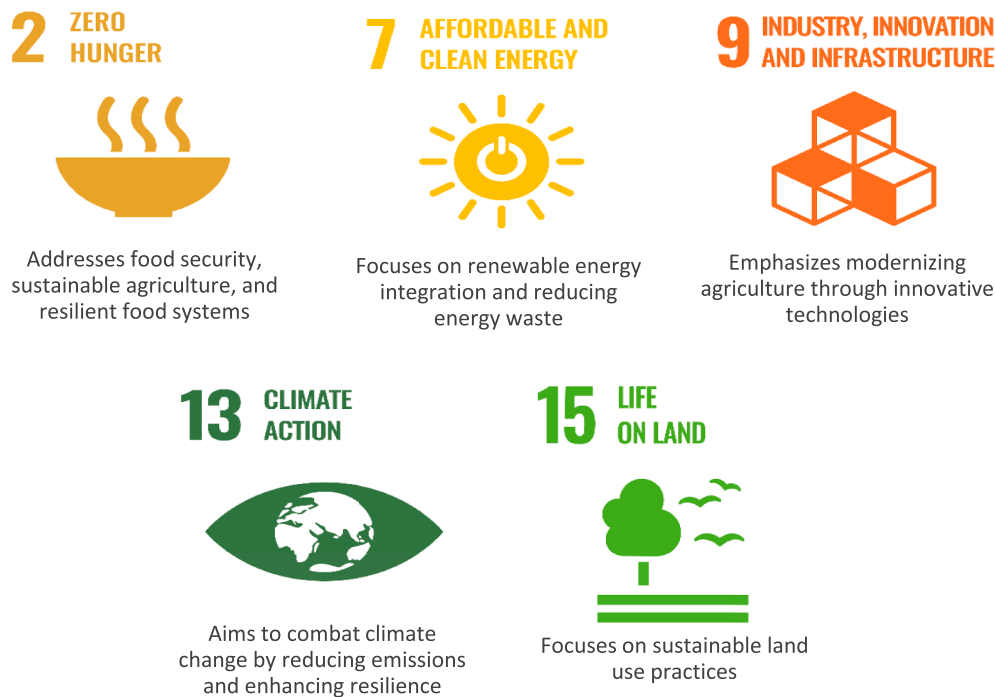 2 ZERO
HUNGER
Addresses food security,
sustainable agriculture, and
resilient food systems
7 AFFORDABLE AND
CLEAN ENERGY
Focuses on renewable energy
integration and reducing
energy waste
9 INDUSTRY, INNOVATION
AND INFRASTRUCTURE
Emphasizes modernizing
agriculture through innovative
technologies
13 CLIMATE
ACTION
Aims to combat climate
change by reducing emissions
and enhancing resilience
15 LIFE
ON LAND
Focuses on sustainable land
use practices